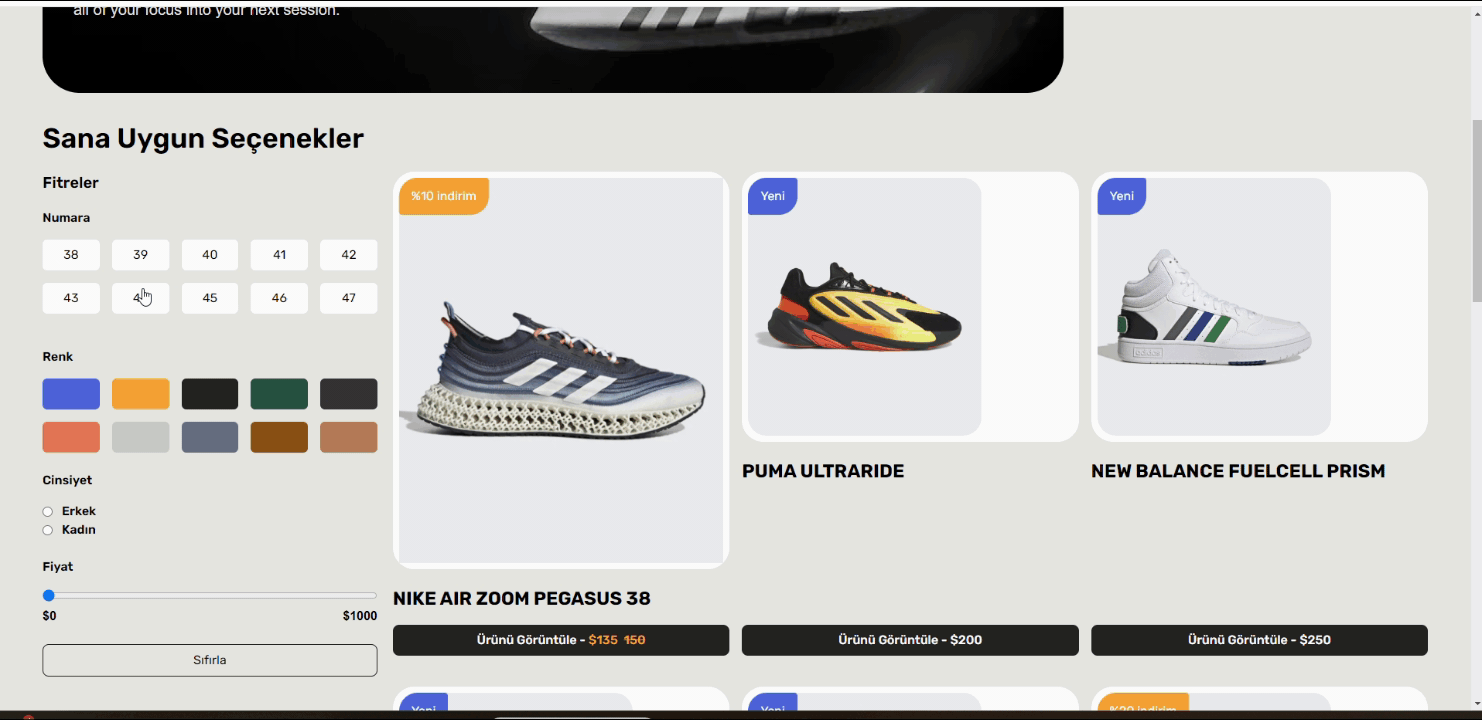 all of your focus into your next session.
Sana Uygun Seçenekler
Fitreler
Numara
38 39 40 41 42
43 45 46 47
Renk
Cinsiyet
Erkek
Kadın
Fiyat
$0 $1000
Sıfırla
%10 indirim
NIKE AIR ZOOM PEGASUS 38
Ürünü Görüntüle - $135 150
Yeni
PUMA ULTRARIDE
Ürünü Görüntüle - $200
Yeni
adidas
NEW BALANCE FUELCELL PRISM
Ürünü Görüntüle - $250
Yeni
Yeni
%20 indirim